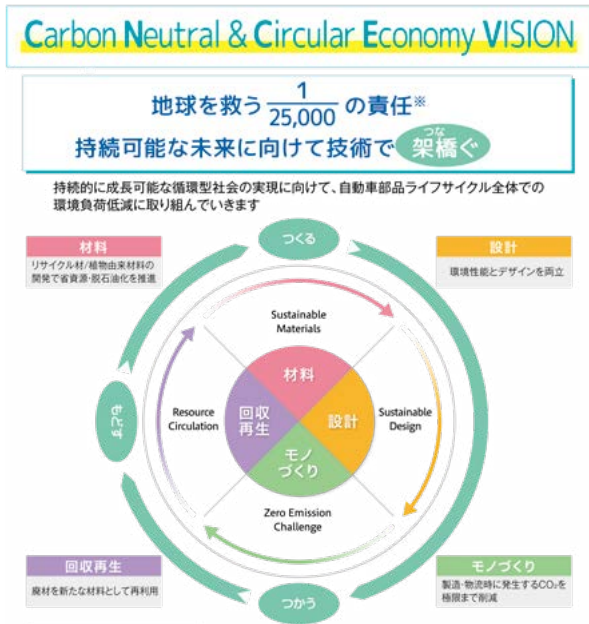 Carbon Neutral & Circular Economy VISION
地球を救う 1/25,000 の責任※
つな
持続可能な未来に向けて技術で 架橋ぐ
持続的に成長可能な循環型社会の実現に向けて、自動車部品ライフサイクル全体での
環境負荷低減に取り組んでいきます
つくる
材料
リサイクル材/植物由来材料の
開発で省資源・脱石油化を推進
設計
環境性能とデザインを両立
Sustainable
Materials
材料
Resource
Circulation
回収
再生
設計
Sustainable
Design
もどす
モノ
づくり
Zero Emission
Challenge
回収再生
廃材を新たな材料として再利用
モノづくり
製造・物流時に発生するCO₂を
極限まで削減
つかう